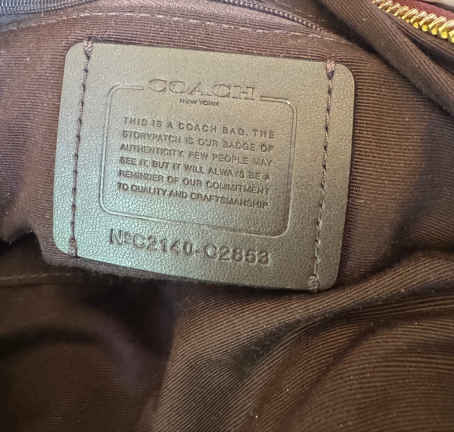 COACH
NEW YORK
THIS IS A COACH BAG. THE
STORYPATCH IS OUR BADGE OF
AUTHENTICITY. FEW PEOPLE MAY
SEE IT, BUT IT WILL ALWAYS BE A
REMINDER OF OUR COMMITMENT
TO QUALITY AND CRAFTSMANSHIP.
Nº C2140-C2853